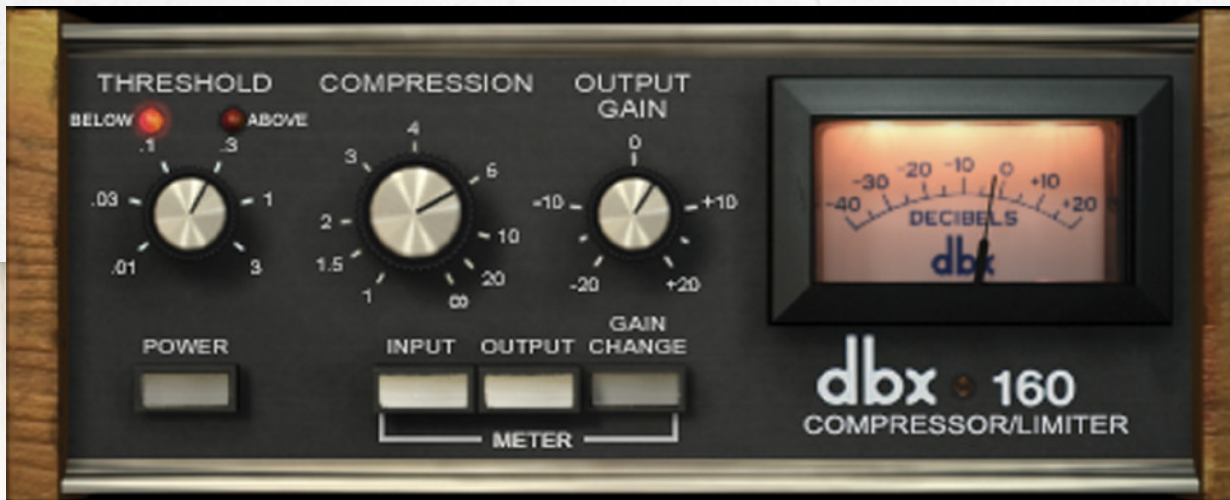 THRESHOLD
BELOW ABOVE
.01 .03 .1 .3 1 3
COMPRESSION
1 1.5 2 3 4 6 10 20 ∞
OUTPUT
GAIN
-20 -10 0 +10 +20
-40 -30 -20 -10 0 +10 +20
DECIBELS
dbx
POWER
INPUT OUTPUT GAIN
CHANGE
METER
dbx 160
COMPRESSOR/LIMITER